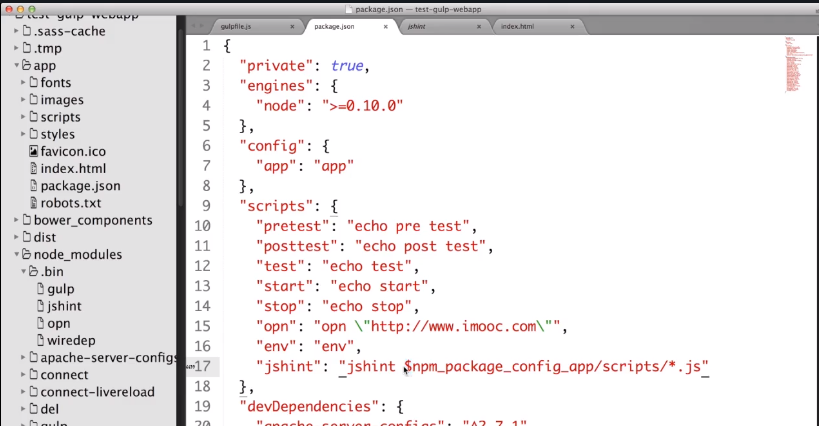 package.json — test-gulp-webapp
test-gulp-webapp
.sass-cache
.tmp
app
fonts
images
scripts
styles
favicon.ico
index.html
package.json
robots.txt
bower_components
dist
node_modules
.bin
gulp
jshint
opn
wiredep
apache-server-configs
connect
connect-livereload
del
gulp
gulpfile.js × package.json × jshint × index.html ×
1 {
2 "private": true,
3 "engines": {
4 "node": ">=0.10.0"
5 },
6 "config": {
7 "app": "app"
8 },
9 "scripts": {
10 "pretest": "echo pre test",
11 "posttest": "echo post test",
12 "test": "echo test",
13 "start": "echo start",
14 "stop": "echo stop",
15 "opn": "opn \"http://www.imooc.com\"",
16 "env": "env",
17 "jshint": "jshint $npm_package_config_app/scripts/*.js"
18 },
19 "devDependencies": {
20 "apache-server-configs": "^2.7.1",